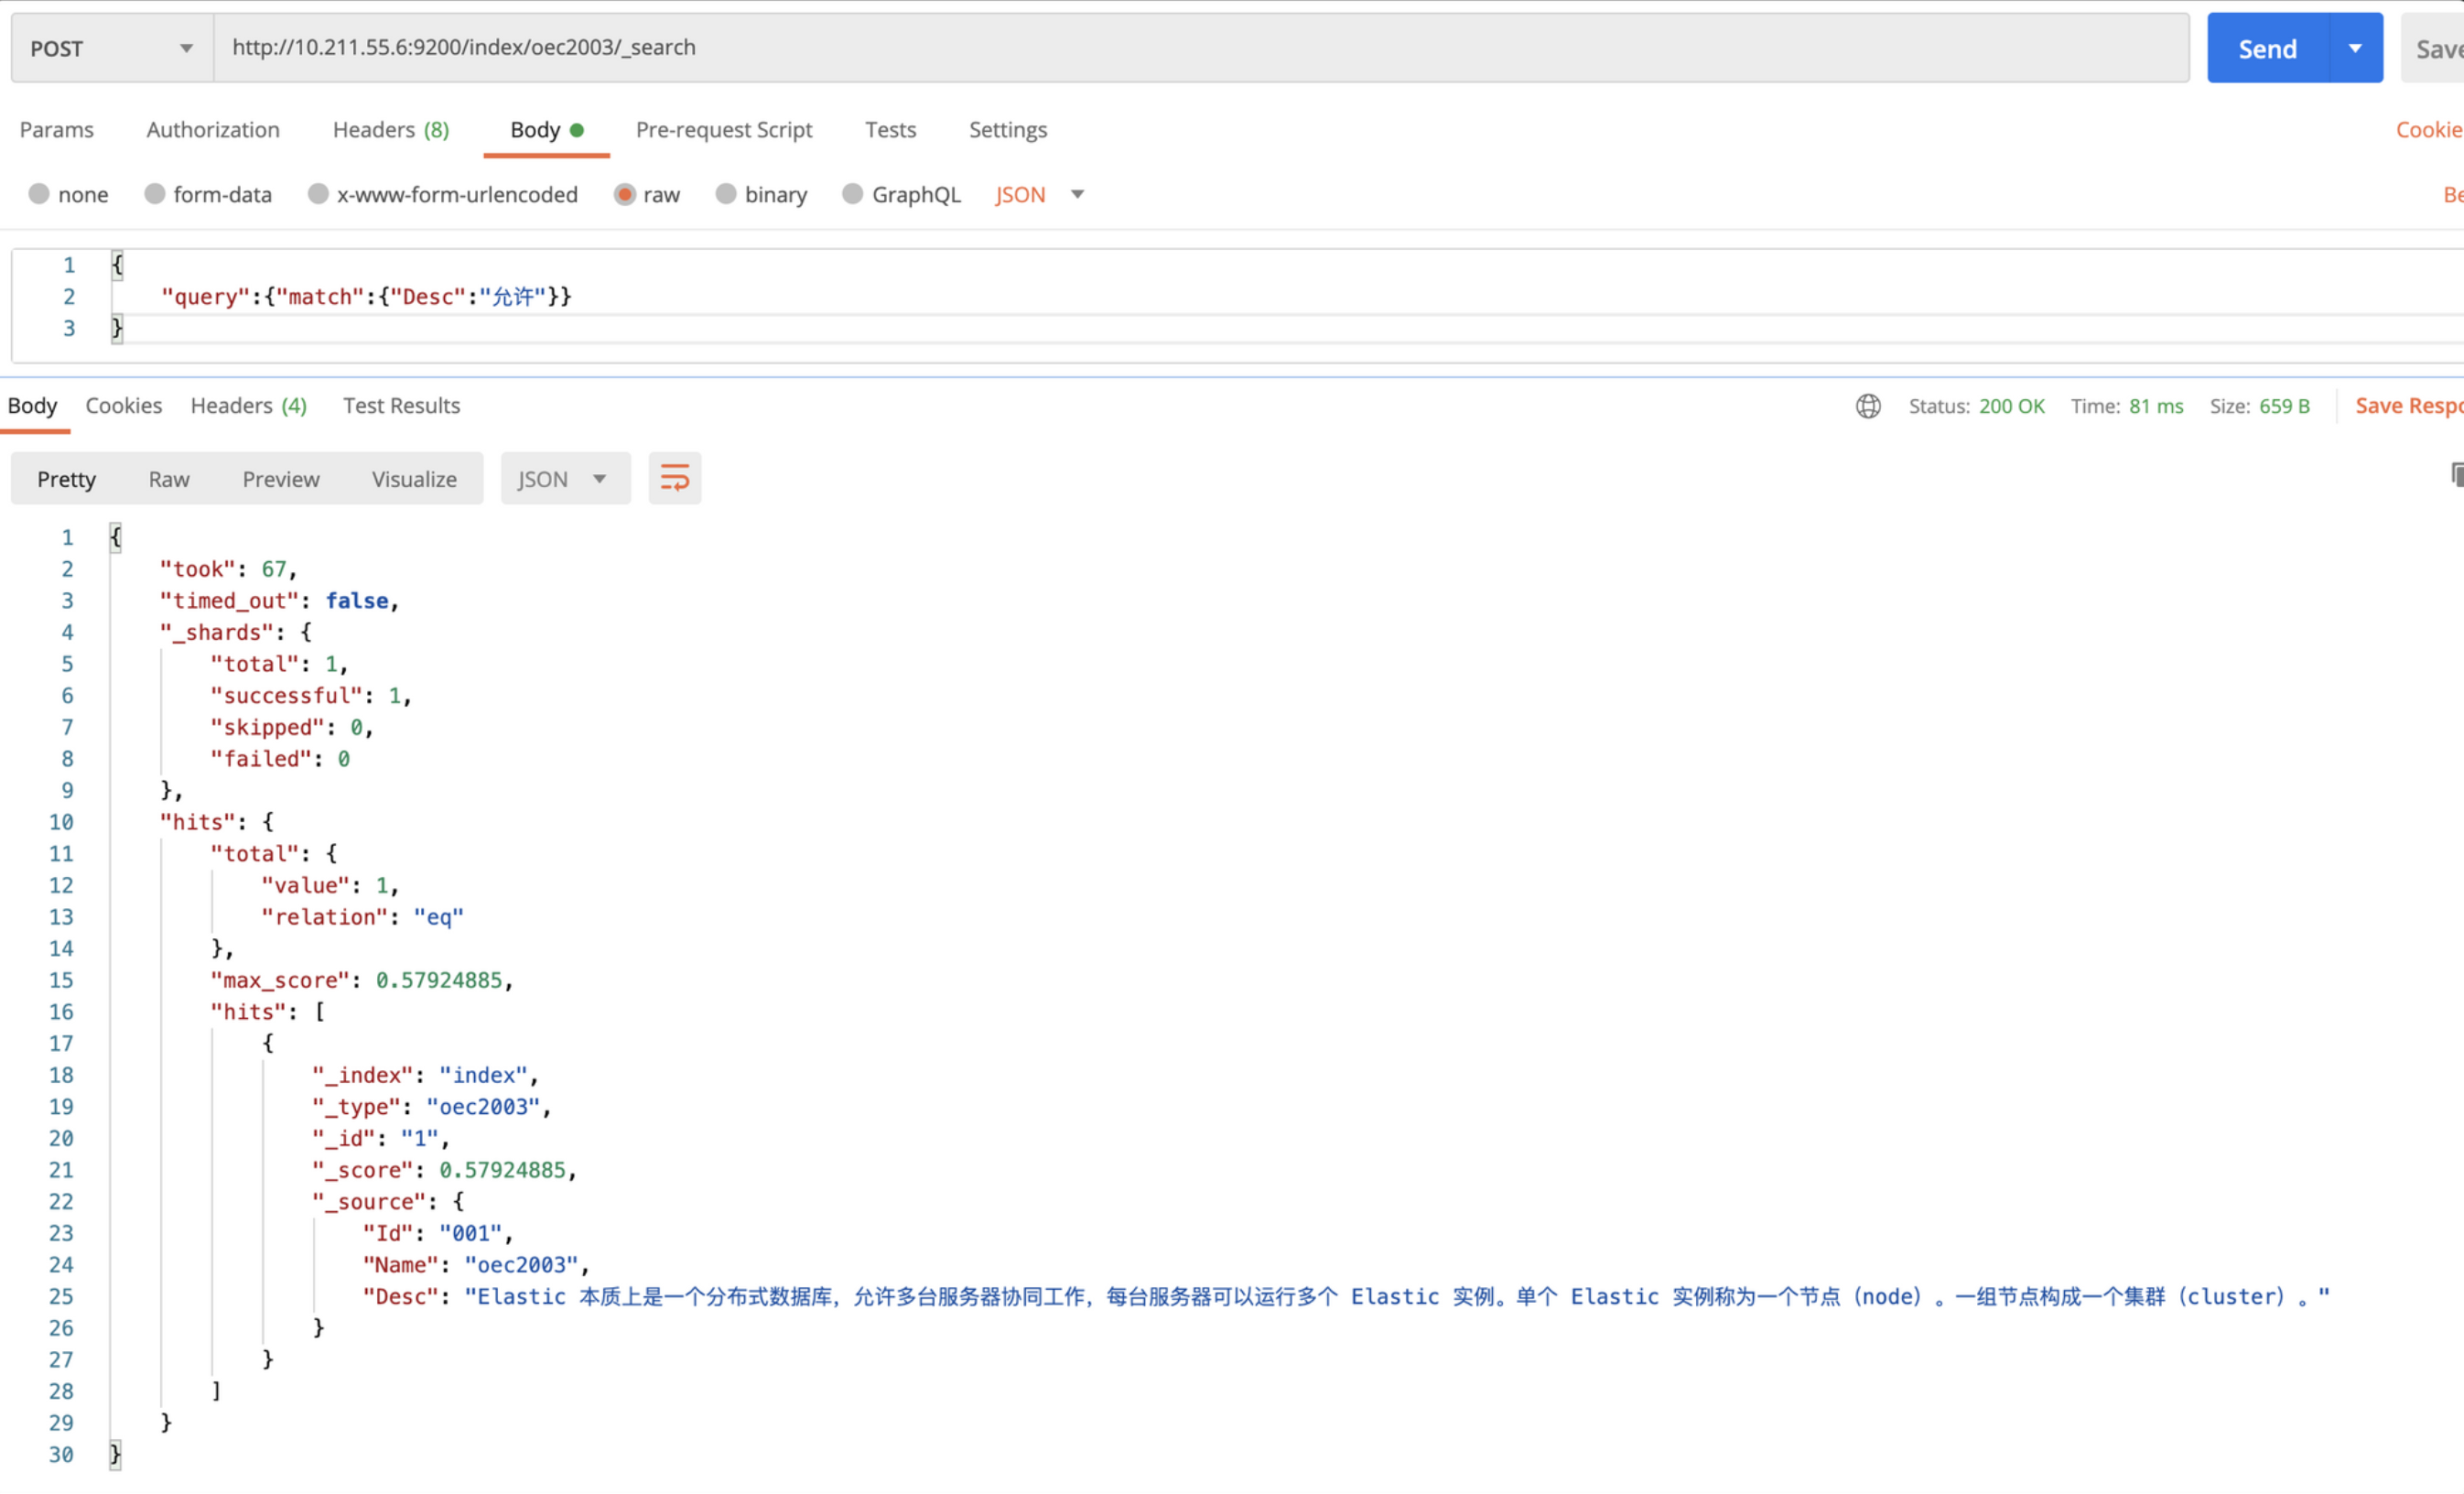 POST http://10.211.55.6:9200/index/oec2003/_search Send Save
Params Authorization Headers (8) Body Pre-request Script Tests Settings Cookie
none form-data x-www-form-urlencoded raw binary GraphQL JSON Be
1 {
2 "query":{"match":{"Desc":"允许"}}
3 }
Body Cookies Headers (4) Test Results Status: 200 OK Time: 81 ms Size: 659 B Save Respo
Pretty Raw Preview Visualize JSON
1 {
2 "took": 67,
3 "timed_out": false,
4 "_shards": {
5 "total": 1,
6 "successful": 1,
7 "skipped": 0,
8 "failed": 0
9 },
10 "hits": {
11 "total": {
12 "value": 1,
13 "relation": "eq"
14 },
15 "max_score": 0.57924885,
16 "hits": [
17 {
18 "_index": "index",
19 "_type": "oec2003",
20 "_id": "1",
21 "_score": 0.57924885,
22 "_source": {
23 "Id": "001",
24 "Name": "oec2003",
25 "Desc": "Elastic 本质上是一个分布式数据库，允许多台服务器协同工作，每台服务器可以运行多个 Elastic 实例。单个 Elastic 实例称为一个节点（node）。一组节点构成一个集群（cluster）。"
26 }
27 }
28 ]
29 }
30 }